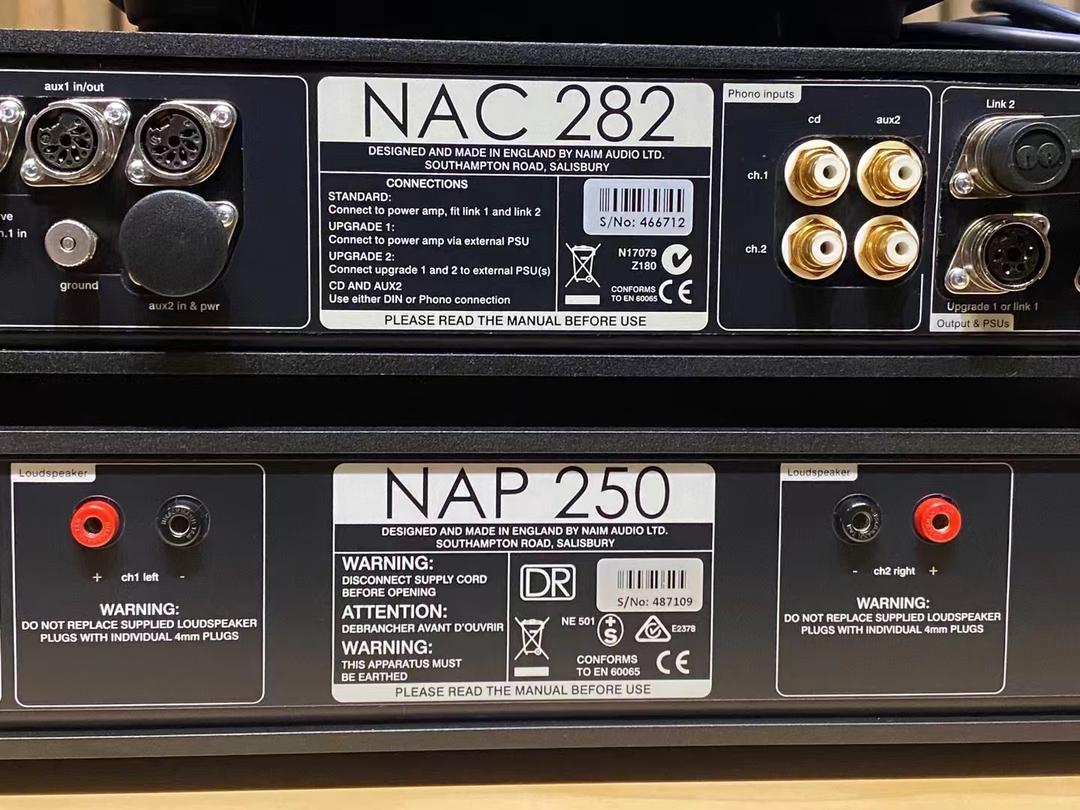 aux1 in/out
ground
aux2 in & pwr
n.1 in
NAC 282
DESIGNED AND MADE IN ENGLAND BY NAIM AUDIO LTD.
SOUTHAMPTON ROAD, SALISBURY
CONNECTIONS
STANDARD:
Connect to power amp, fit link 1 and link 2
UPGRADE 1:
Connect to power amp via external PSU
UPGRADE 2:
Connect upgrade 1 and 2 to external PSU(s)
CD AND AUX2
Use either DIN or Phono connection
S/No: 466712
N17079
Z180
CONFORMS
TO EN 60065
CE
PLEASE READ THE MANUAL BEFORE USE
Phono inputs
cd aux2
ch.1
ch.2
Link 2
Upgrade 1 or link 1
Output & PSUs
Loudspeaker
+ ch1 left -
WARNING:
DO NOT REPLACE SUPPLIED LOUDSPEAKER
PLUGS WITH INDIVIDUAL 4mm PLUGS
NAP 250
DESIGNED AND MADE IN ENGLAND BY NAIM AUDIO LTD.
SOUTHAMPTON ROAD, SALISBURY
WARNING:
DISCONNECT SUPPLY CORD
BEFORE OPENING
ATTENTION:
DEBRANCHER AVANT D'OUVRIR
WARNING:
THIS APPARATUS MUST
BE EARTHED
DR
S/No: 487109
NE 501
S
E2378
CONFORMS
TO EN 60065
CE
PLEASE READ THE MANUAL BEFORE USE
Loudspeaker
- ch2 right +
WARNING:
DO NOT REPLACE SUPPLIED LOUDSPEAKER
PLUGS WITH INDIVIDUAL 4mm PLUGS